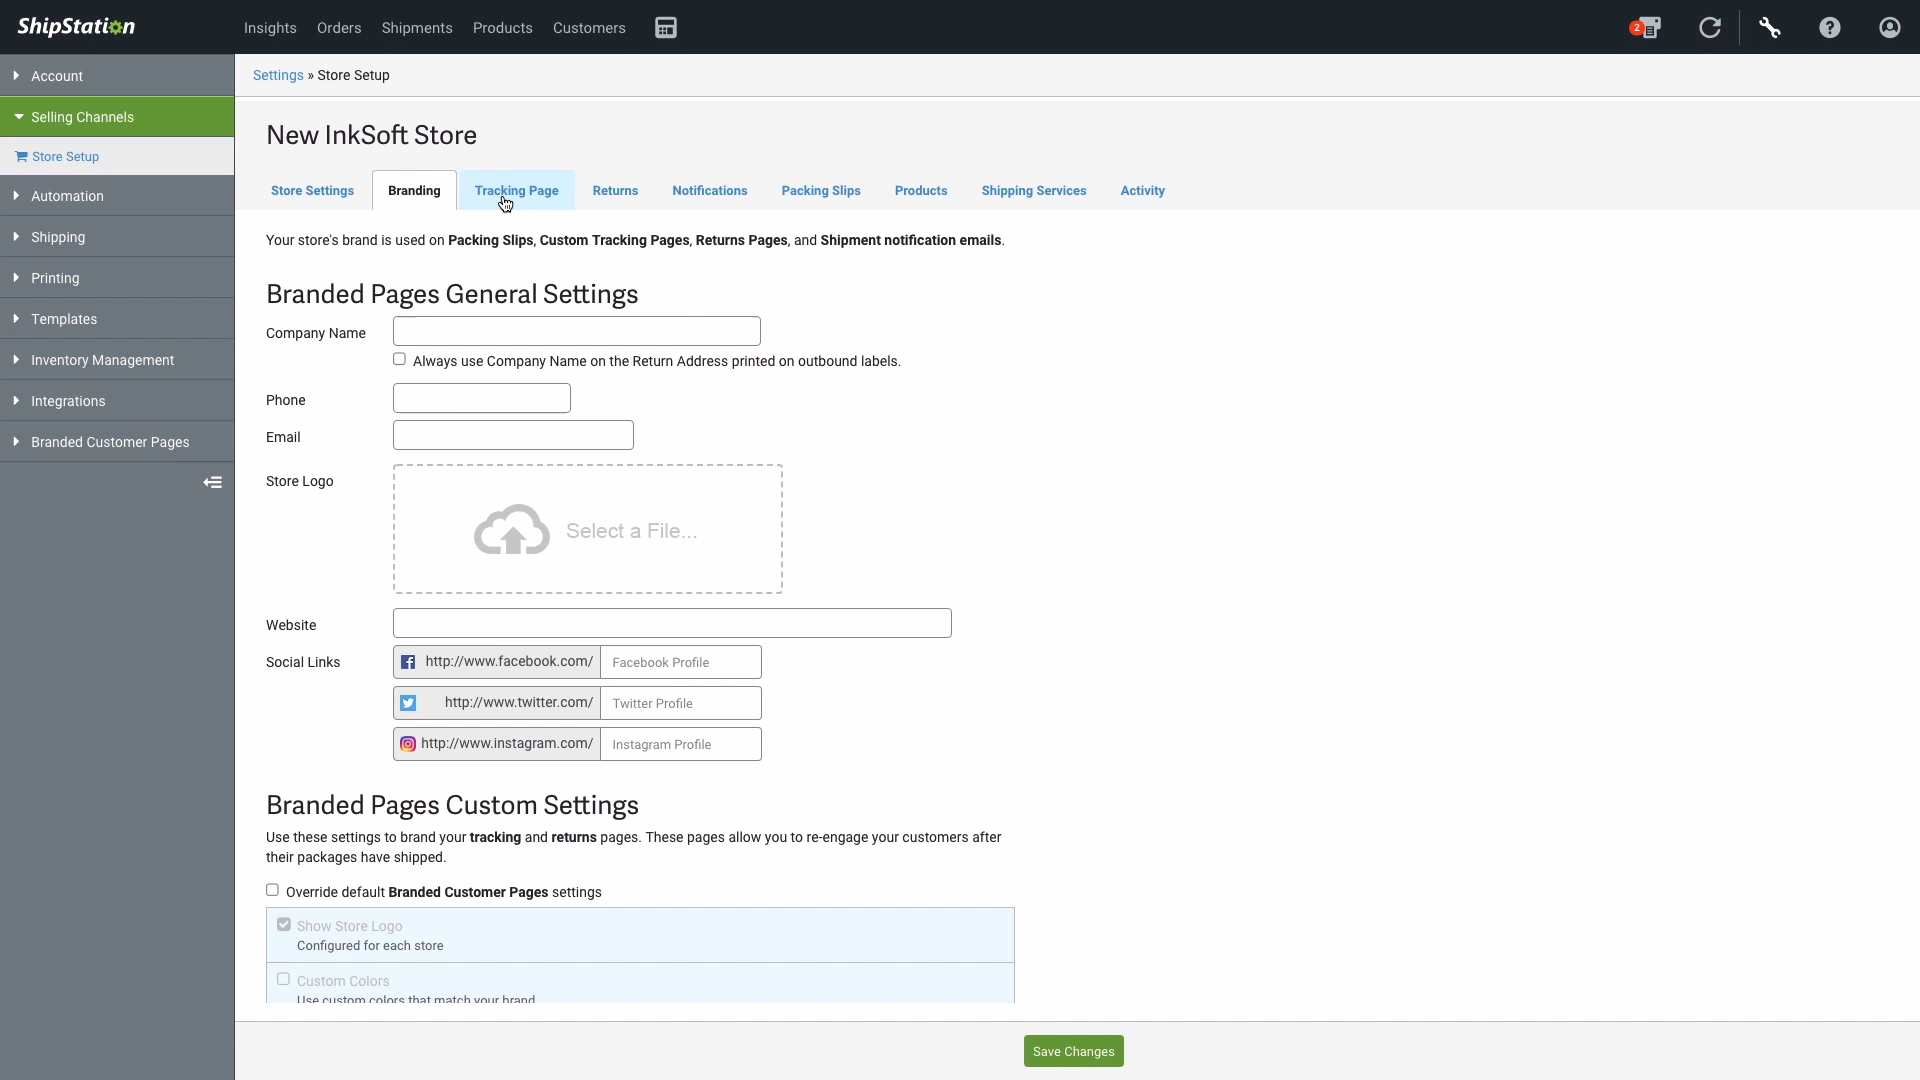 ShipStation
Insights
Orders
Shipments
Products
Customers
2
Account
Selling Channels
Store Setup
Automation
Shipping
Printing
Templates
Inventory Management
Integrations
Branded Customer Pages
Settings » Store Setup
New InkSoft Store
Store Settings
Branding
Tracking Page
Returns
Notifications
Packing Slips
Products
Shipping Services
Activity
Your store's brand is used on Packing Slips, Custom Tracking Pages, Returns Pages, and Shipment notification emails.
Branded Pages General Settings
Company Name
Always use Company Name on the Return Address printed on outbound labels.
Phone
Email
Store Logo
Select a File...
Website
Social Links
http://www.facebook.com/
Facebook Profile
http://www.twitter.com/
Twitter Profile
http://www.instagram.com/
Instagram Profile
Branded Pages Custom Settings
Use these settings to brand your tracking and returns pages. These pages allow you to re-engage your customers after
their packages have shipped.
Override default Branded Customer Pages settings
Show Store Logo
Configured for each store
Custom Colors
Use custom colors that match your brand
Save Changes